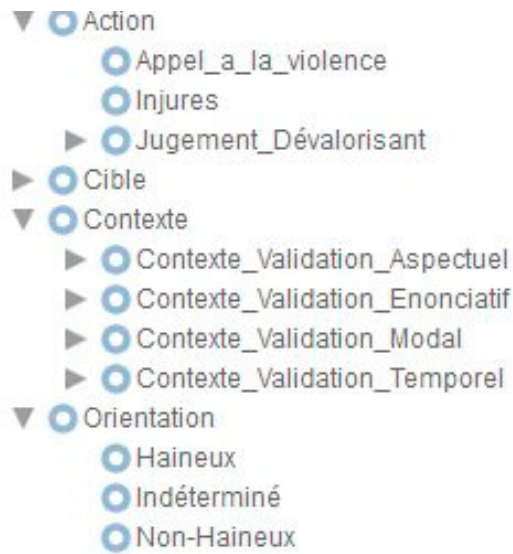 Action
Appel_a_la_violence
Injures
Jugement_Dévalorisant
Cible
Contexte
Contexte_Validation_Aspectuel
Contexte_Validation_Enonciatif
Contexte_Validation_Modal
Contexte_Validation_Temporel
Orientation
Haineux
Indéterminé
Non-Haineux